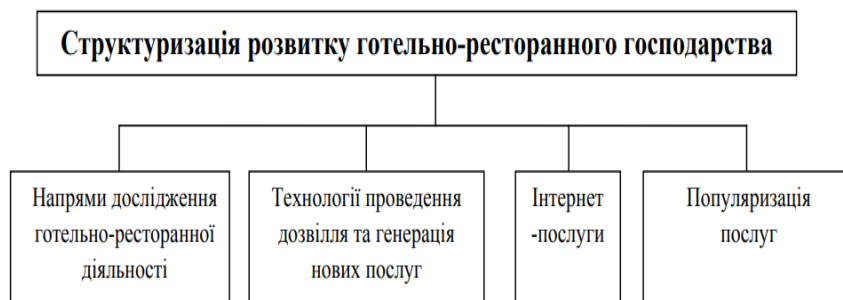 Структуризація розвитку готельно-ресторанного господарства
Напрями дослідження
готельно-ресторанної
діяльності
Технології проведення
дозвілля та генерація
нових послуг
Інтернет
-послуги
Популяризація
послуг